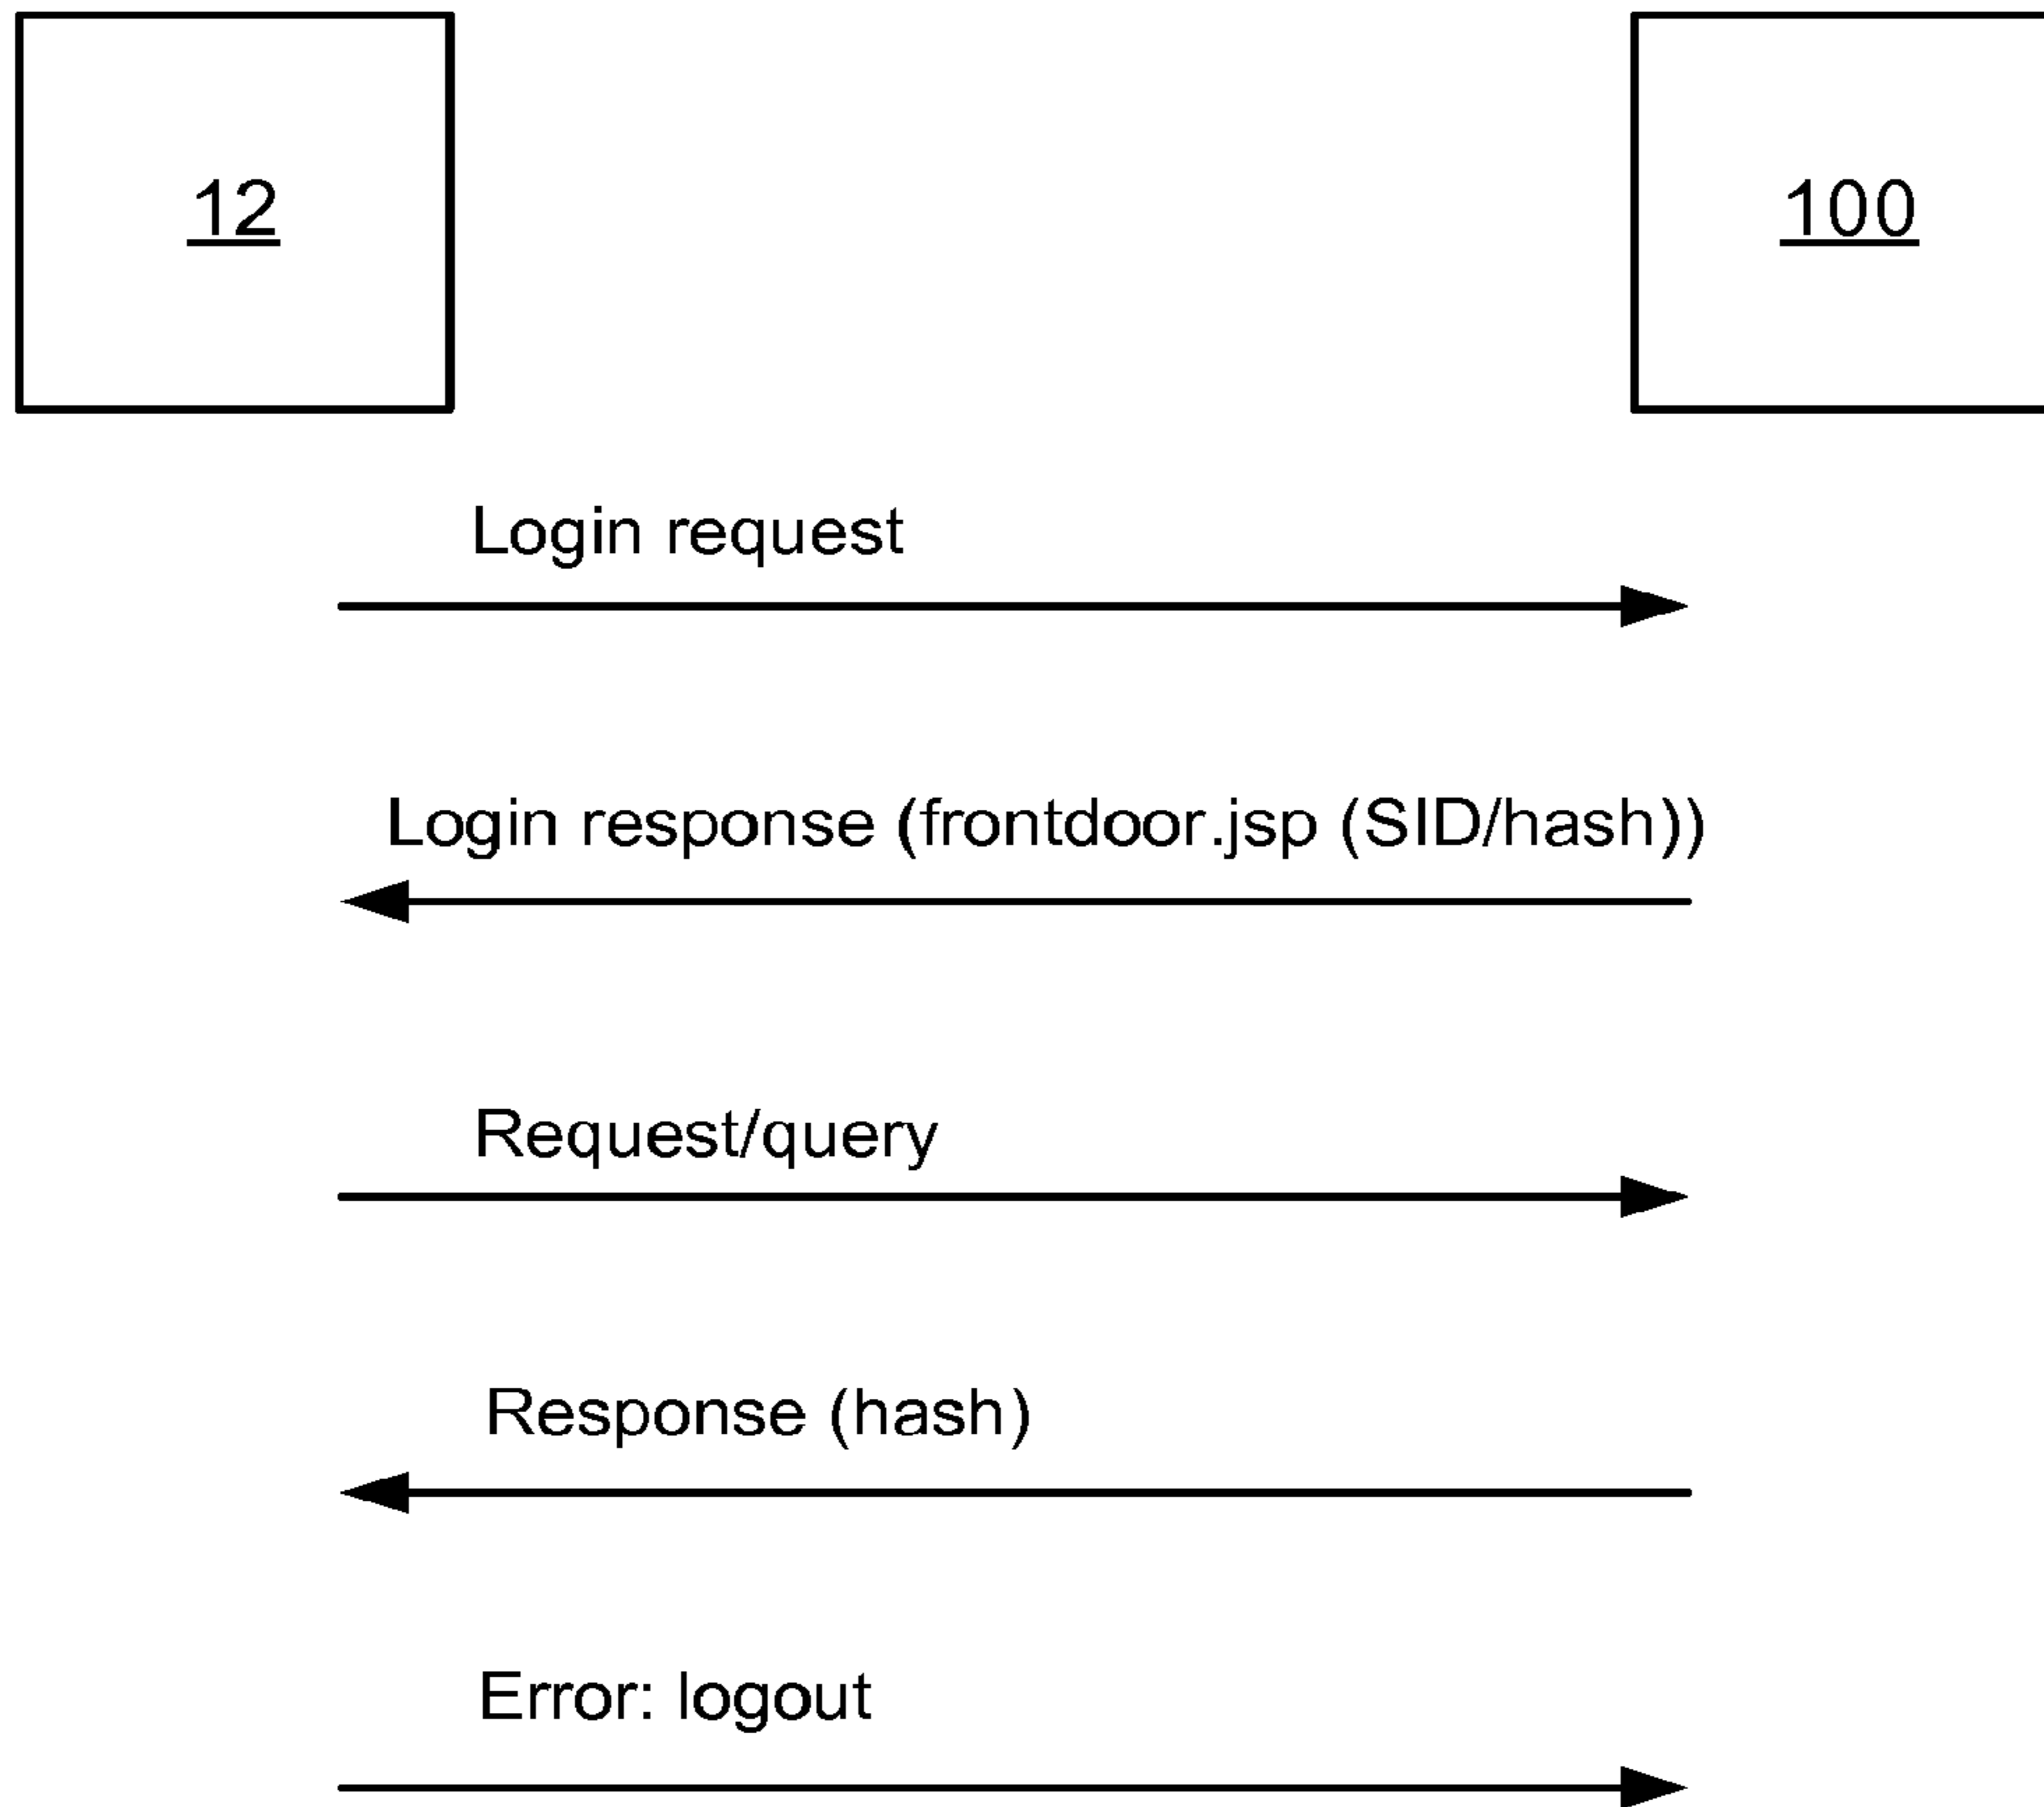 12
100
Login request
Login response (frontdoor.jsp (SID/hash))
Request/query
Response (hash)
Error: logout